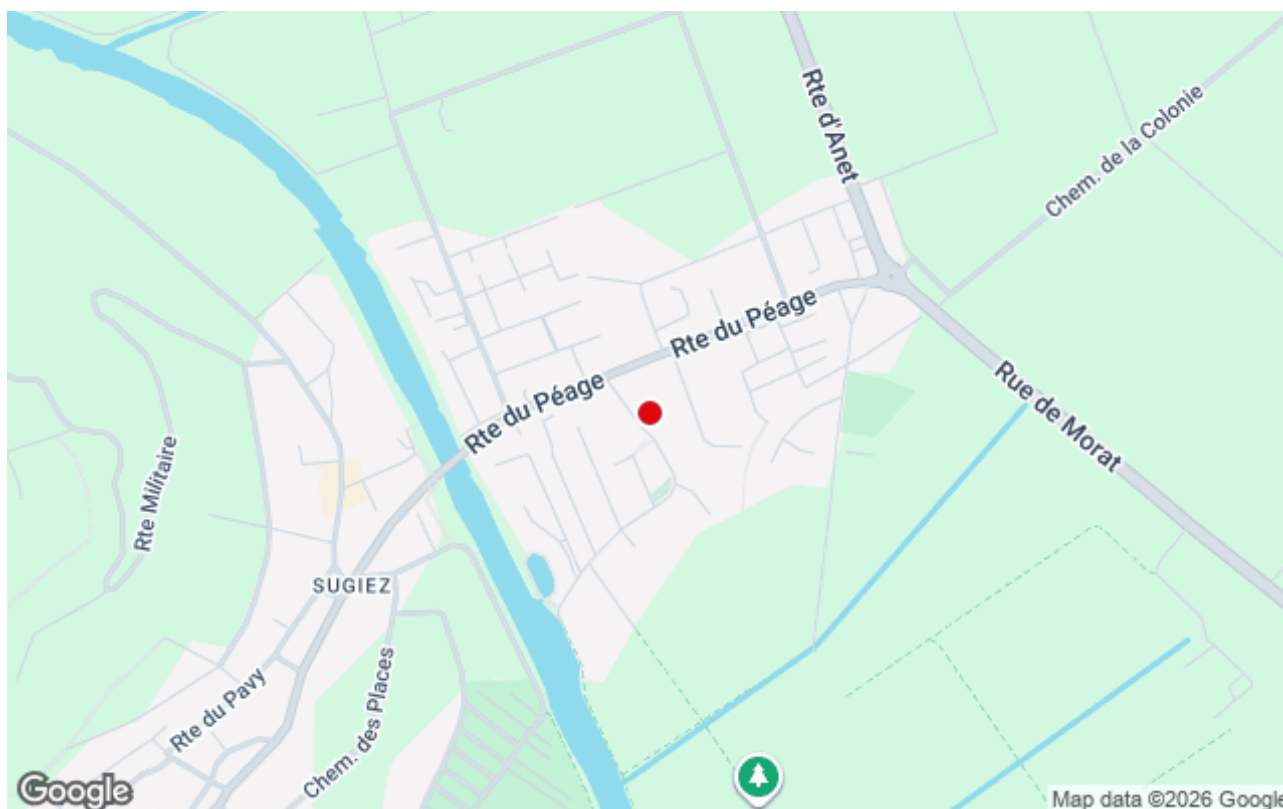 Rte d'Anet
Chem. de la Colonie
Rte du Péage
Rte du Péage
Rue de Morat
Rte Militaire
SUGIEZ
Rte du Pavy
Chem. des Places
Google
Map data ©2026 Google